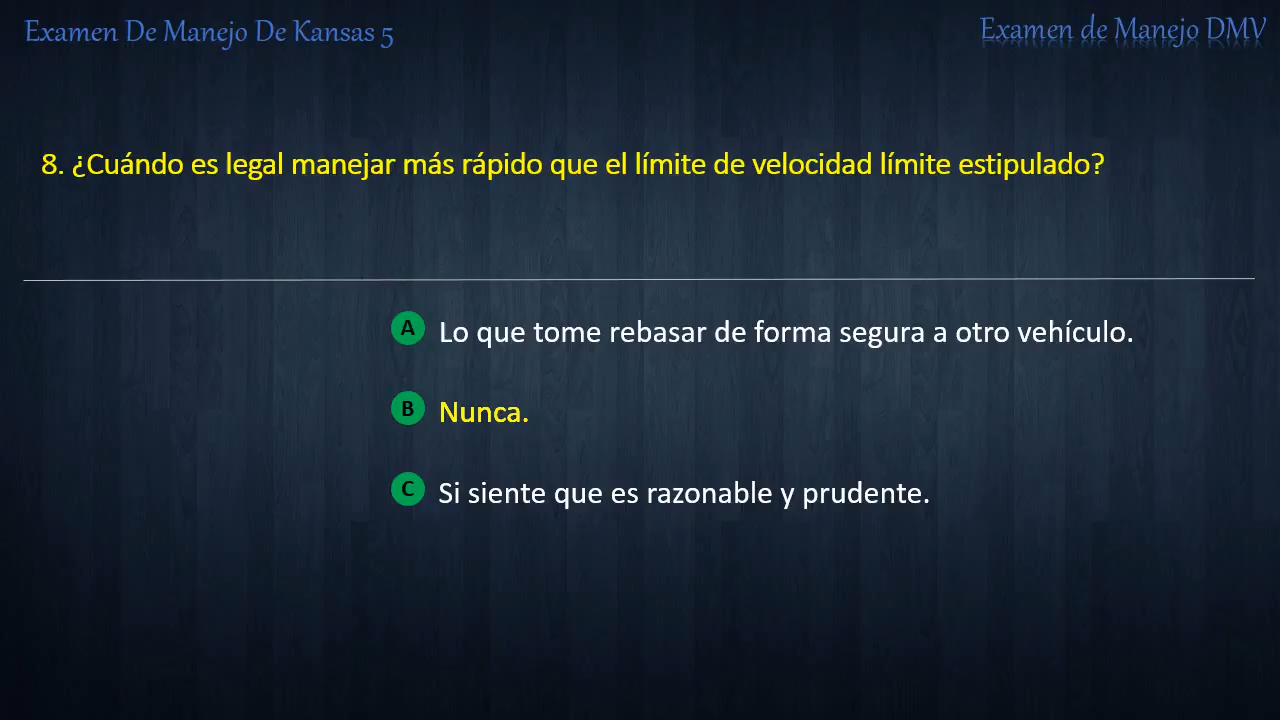 Examen De Manejo De Kansas 5
Examen de Manejo DMV
8. ¿Cuándo es legal manejar más rápido que el límite de velocidad límite estipulado?
A Lo que tome rebasar de forma segura a otro vehículo.
B Nunca.
C Si siente que es razonable y prudente.